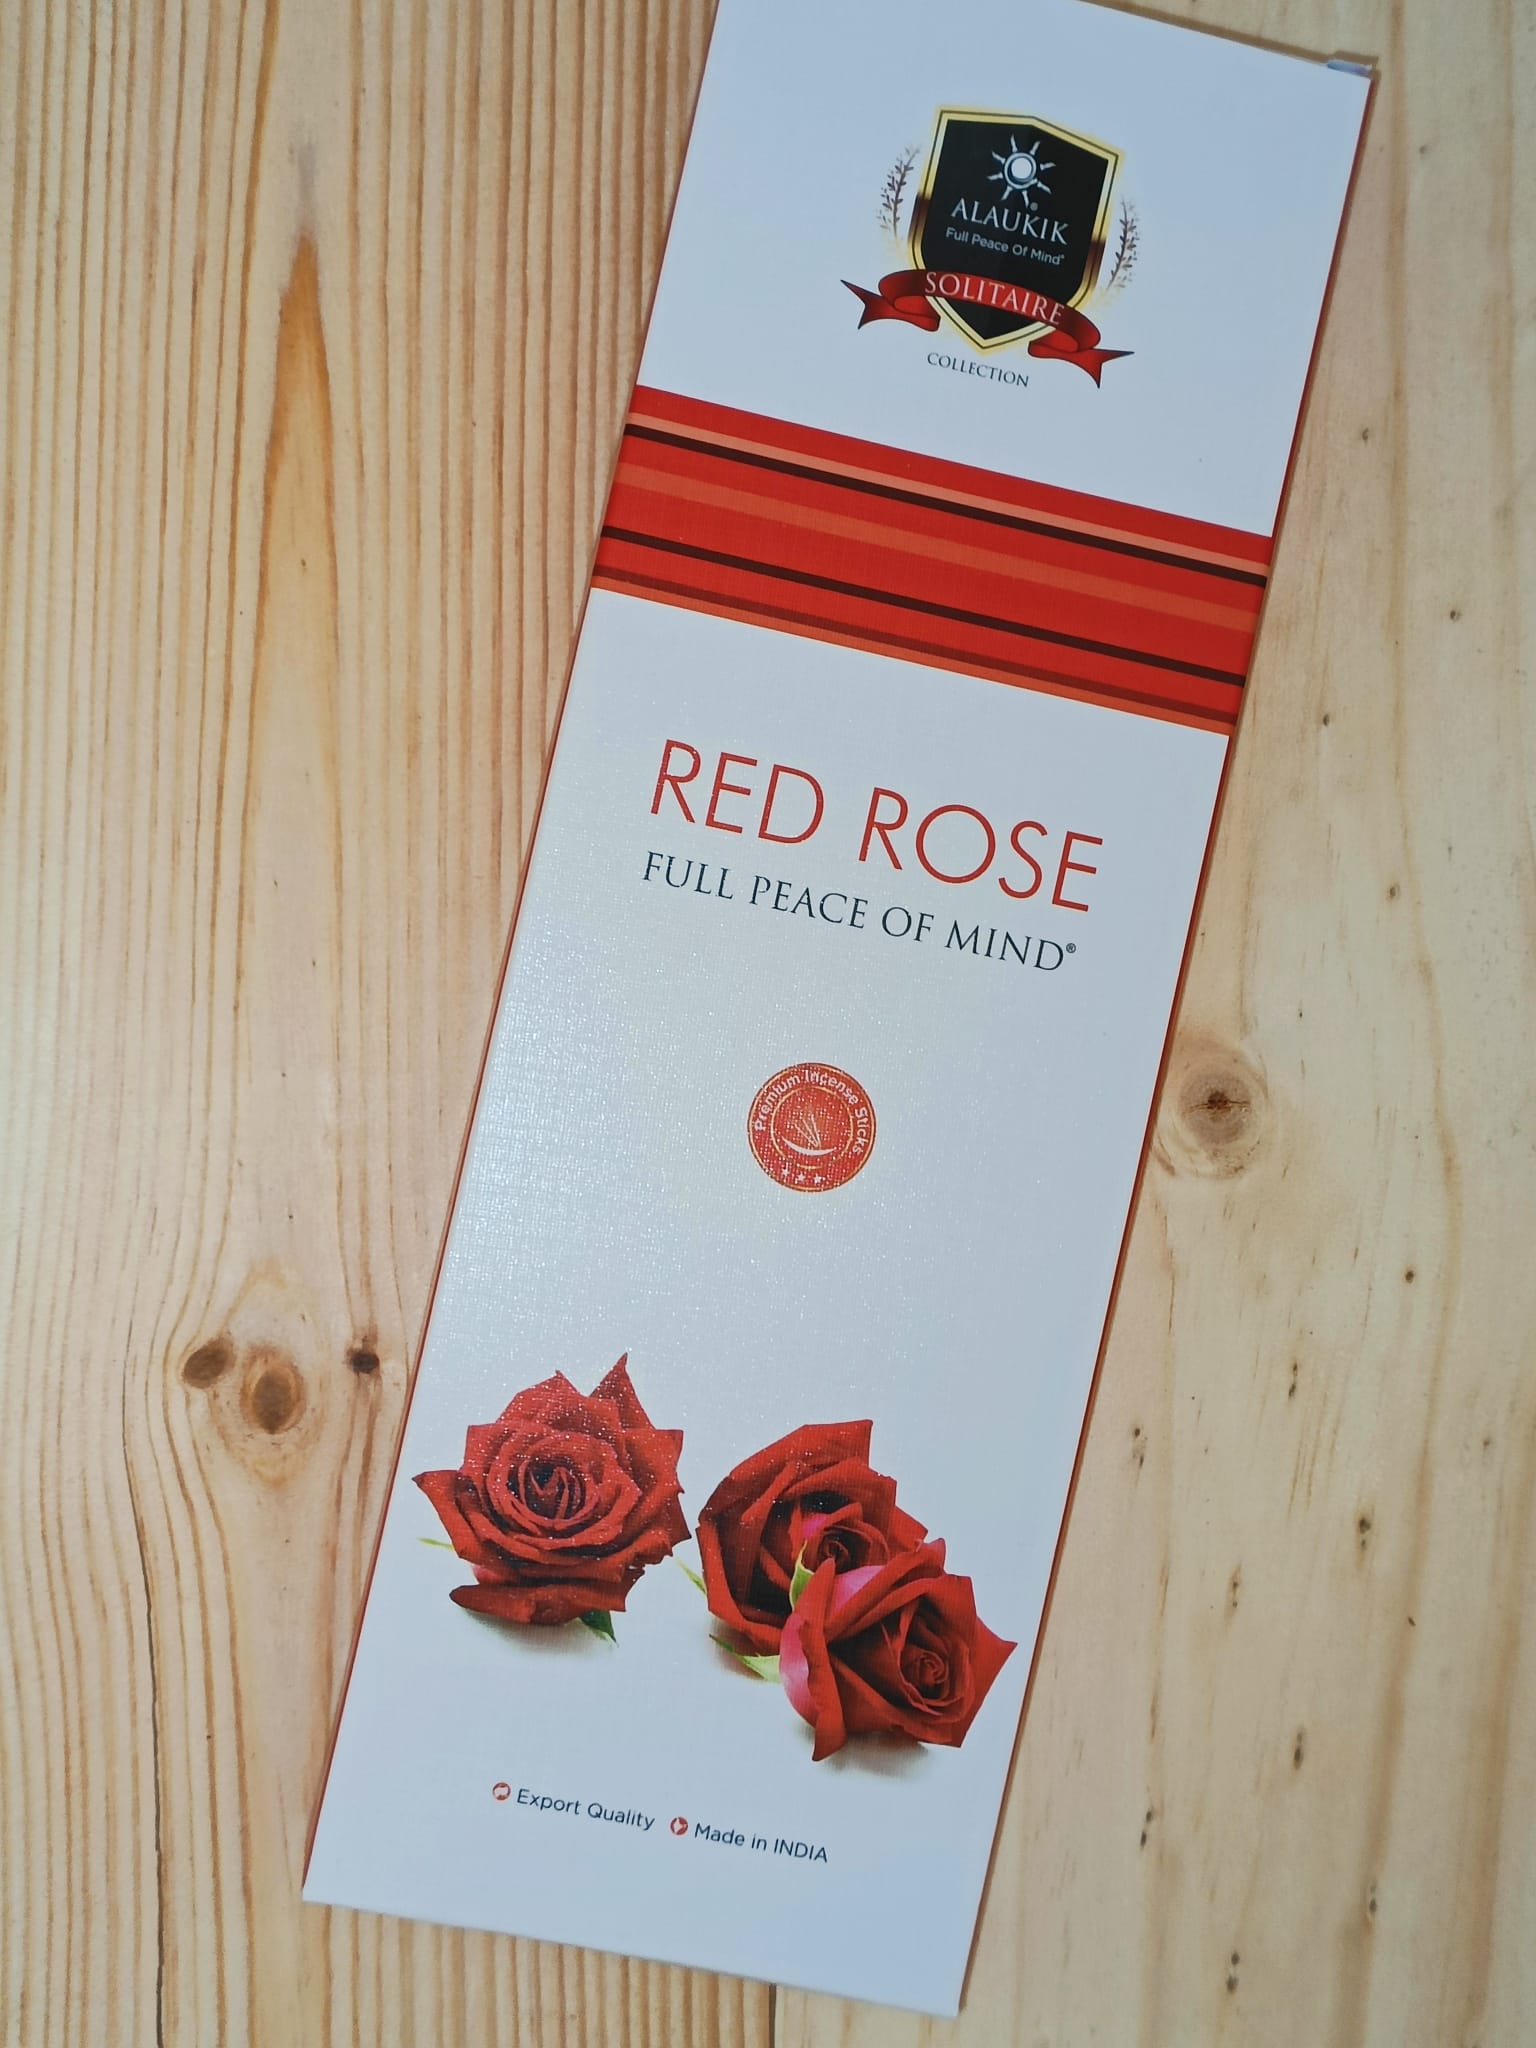 ALAUKIK®
Full Peace Of Mind®
SOLITAIRE
COLLECTION
RED ROSE
FULL PEACE OF MIND®
Premium Incense Sticks
Export Quality Made in INDIA